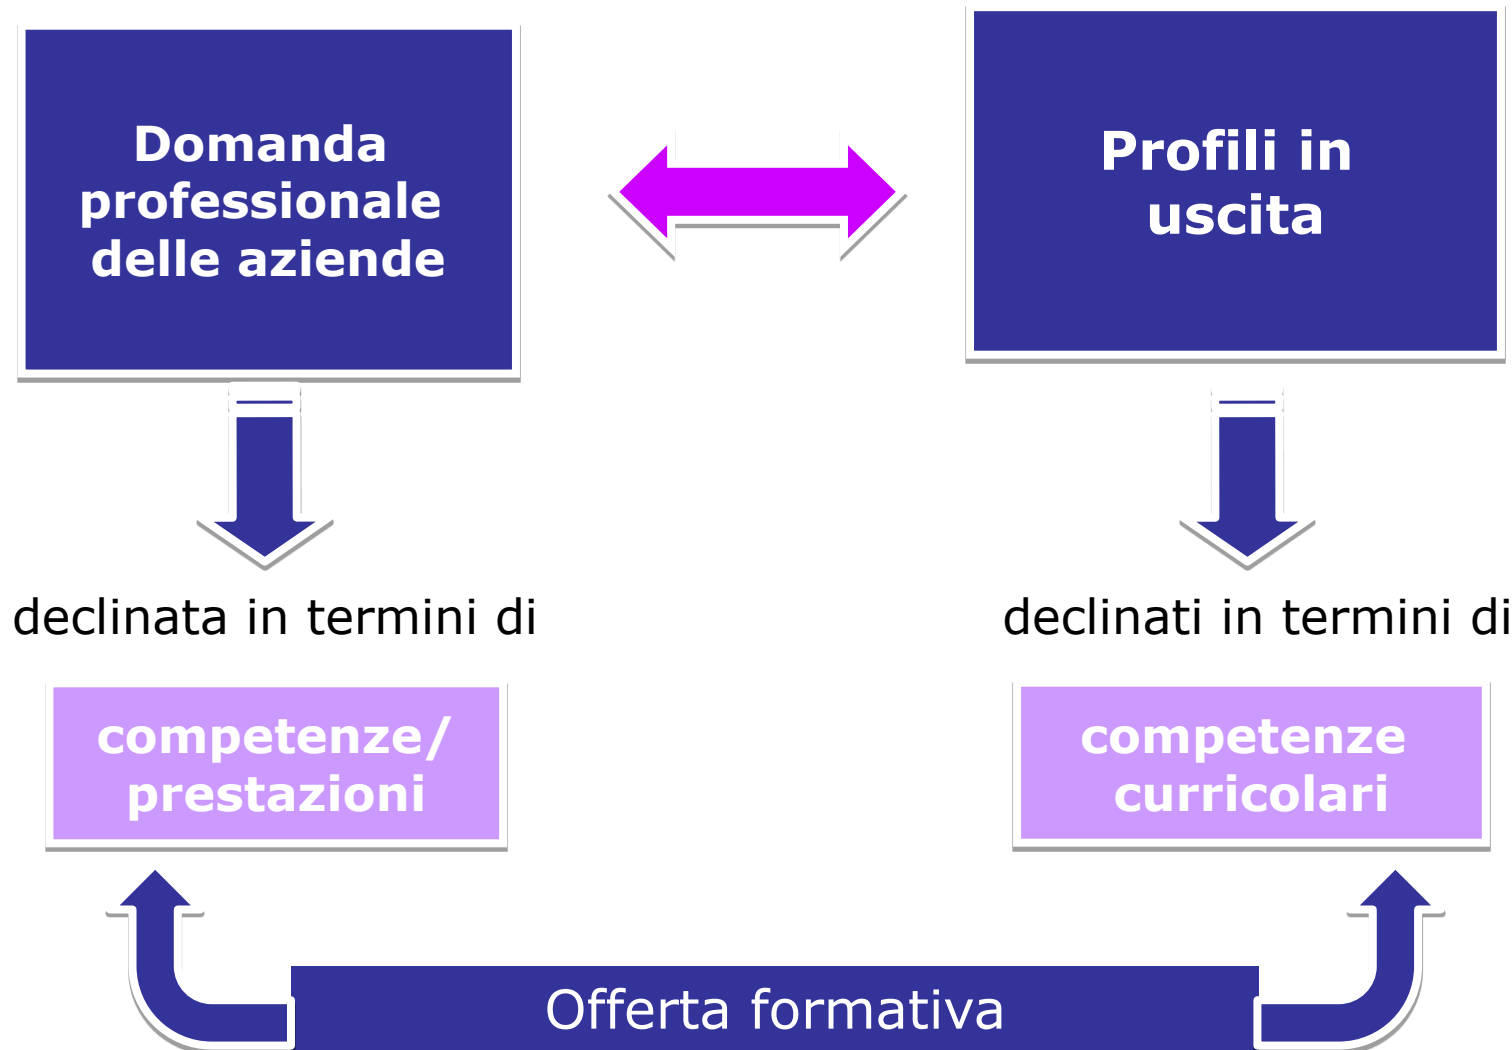 Domanda
professionale
delle aziende
Profili in
uscita
declinata in termini di
declinati in termini di
competenze/
prestazioni
competenze
curricolari
Offerta formativa